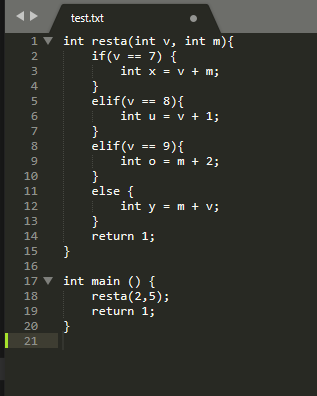 test.txt
1 int resta(int v, int m){
2     if(v == 7) {
3         int x = v + m;
4     }
5     elif(v == 8){
6         int u = v + 1;
7     }
8     elif(v == 9){
9         int o = m + 2;
10     }
11     else {
12         int y = m + v;
13     }
14     return 1;
15 }
16
17 int main () {
18     resta(2,5);
19     return 1;
20 }
21